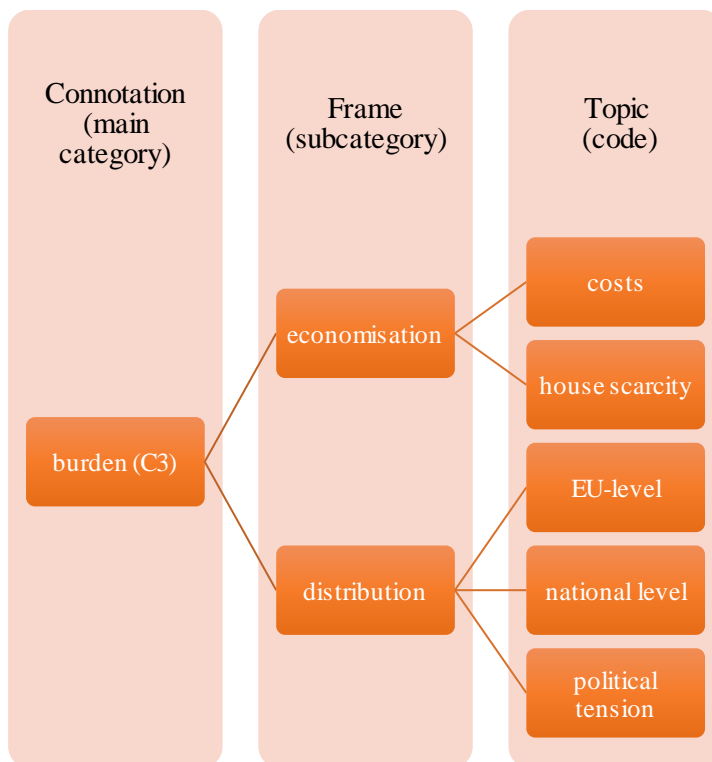 Connotation
(main
category)
Frame
(subcategory)
Topic
(code)
burden (C3)
economisation
distribution
costs
house scarcity
EU-level
national level
political
tension